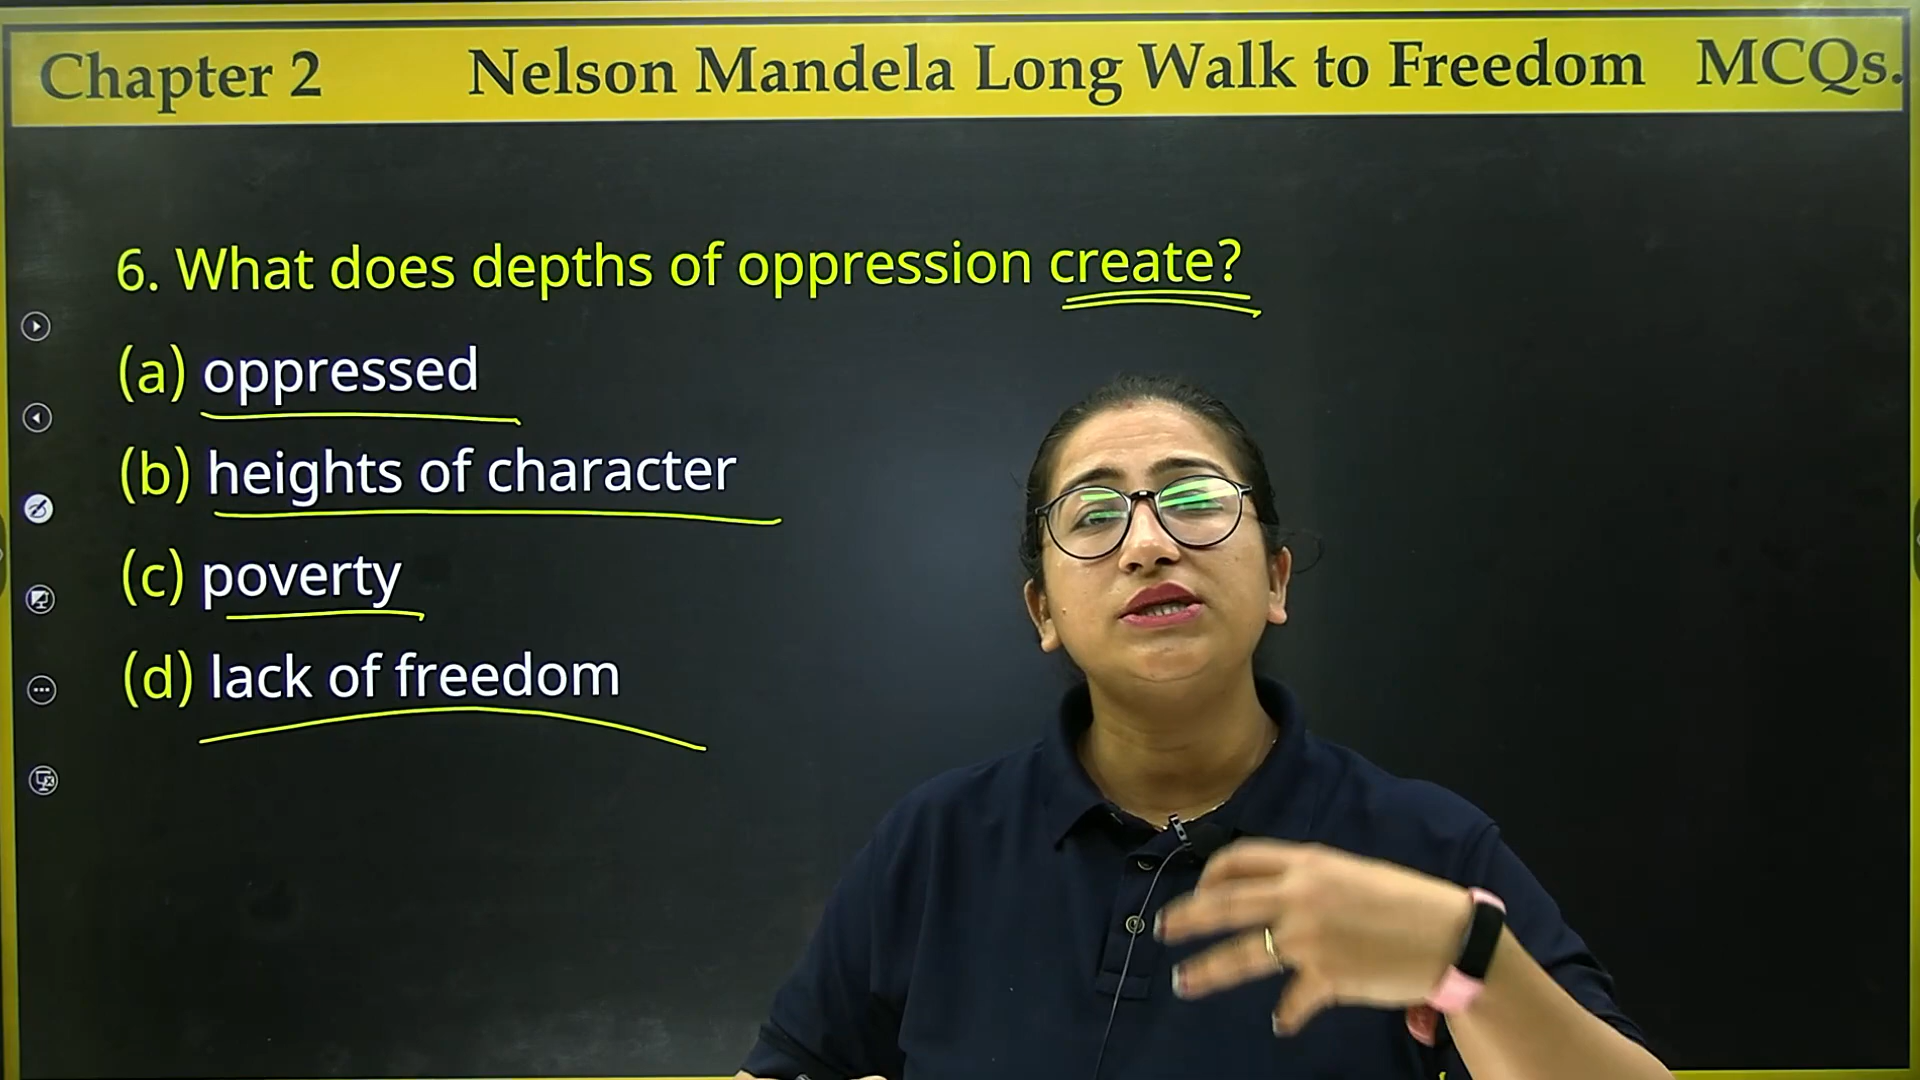 Chapter 2 Nelson Mandela Long Walk to Freedom MCQs.
6. What does depths of oppression create?
(a) oppressed
(b) heights of character
(c) poverty
(d) lack of freedom